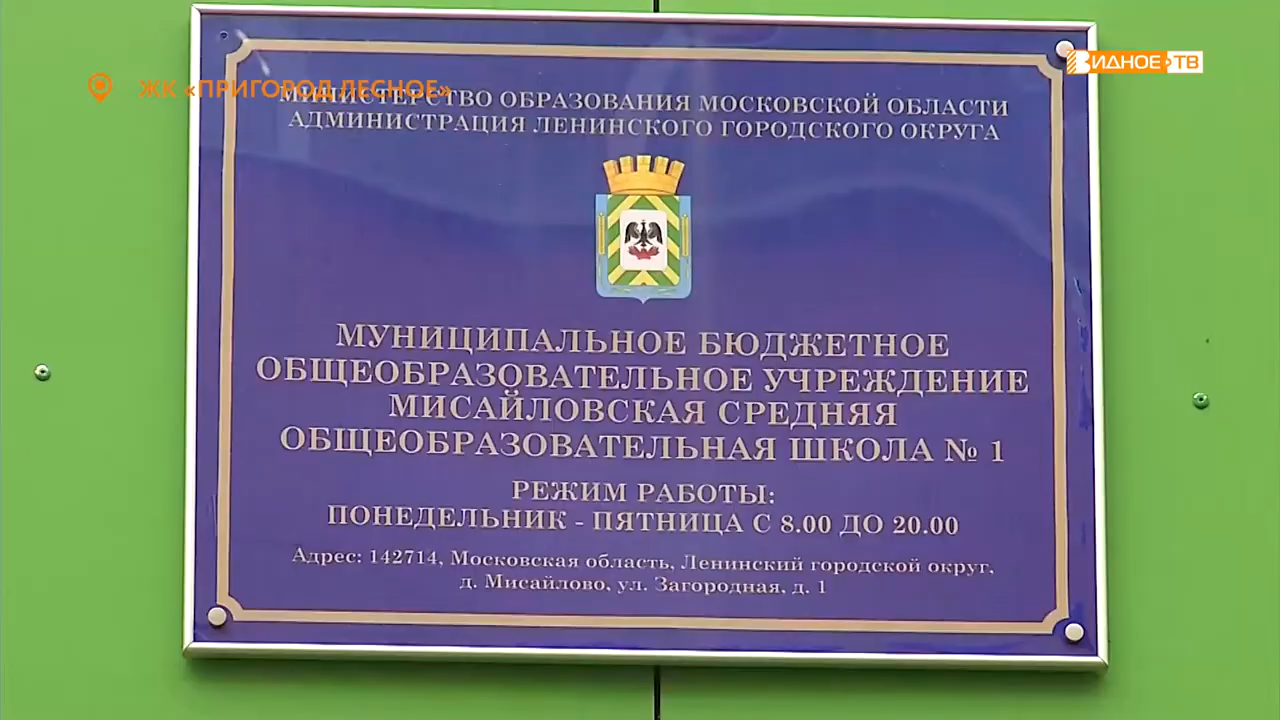 ЖК «ПРИГОРОД ЛЕСНОЕ»
ВИДНОЕ ТВ
МИНИСТЕРСТВО ОБРАЗОВАНИЯ МОСКОВСКОЙ ОБЛАСТИ
АДМИНИСТРАЦИЯ ЛЕНИНСКОГО ГОРОДСКОГО ОКРУГА
МУНИЦИПАЛЬНОЕ БЮДЖЕТНОЕ
ОБЩЕОБРАЗОВАТЕЛЬНОЕ УЧРЕЖДЕНИЕ
МИСАЙЛОВСКАЯ СРЕДНЯЯ
ОБЩЕОБРАЗОВАТЕЛЬНАЯ ШКОЛА № 1
РЕЖИМ РАБОТЫ:
ПОНЕДЕЛЬНИК - ПЯТНИЦА С 8.00 ДО 20.00
Адрес: 142714, Московская область, Ленинский городской округ,
д. Мисайлово, ул. Загородная, д. 1